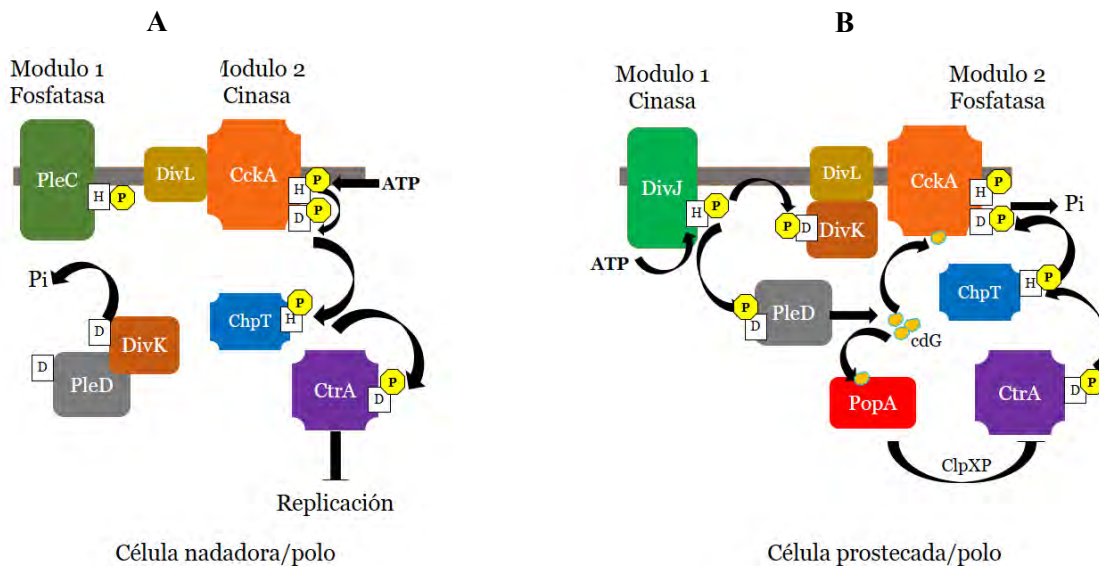 A
Modulo 1
Fosfatasa
Modulo 2
Cinasa
PleC
H
P
DivL
CckA
H
P
ATP
D
P
Pi
D
DivK
D
PleD
ChpT
P
H
CtrA
P
D
Replicación
Célula nadadora/polo
B
Modulo 1
Cinasa
Modulo 2
Fosfatasa
DivJ
H
P
ATP
DivL
P
D
DivK
CckA
H
P
D
P
Pi
P
D
PleD
cdG
ChpT
H
P
PopA
CtrA
D
P
ClpXP
Célula prostecada/polo